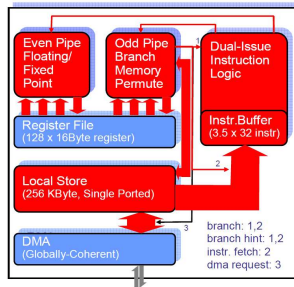 Even Pipe
Floating/
Fixed
Point
Odd Pipe
Branch
Memory
Permute
1
Dual-Issue
Instruction
Logic
Instr.Buffer
(3.5 x 32 instr)
Register File
(128 x 16Byte register)
2
Local Store
(256 KByte, Single Ported)
3
DMA
(Globally-Coherent)
branch: 1,2
branch hint: 1,2
instr. fetch: 2
dma request: 3